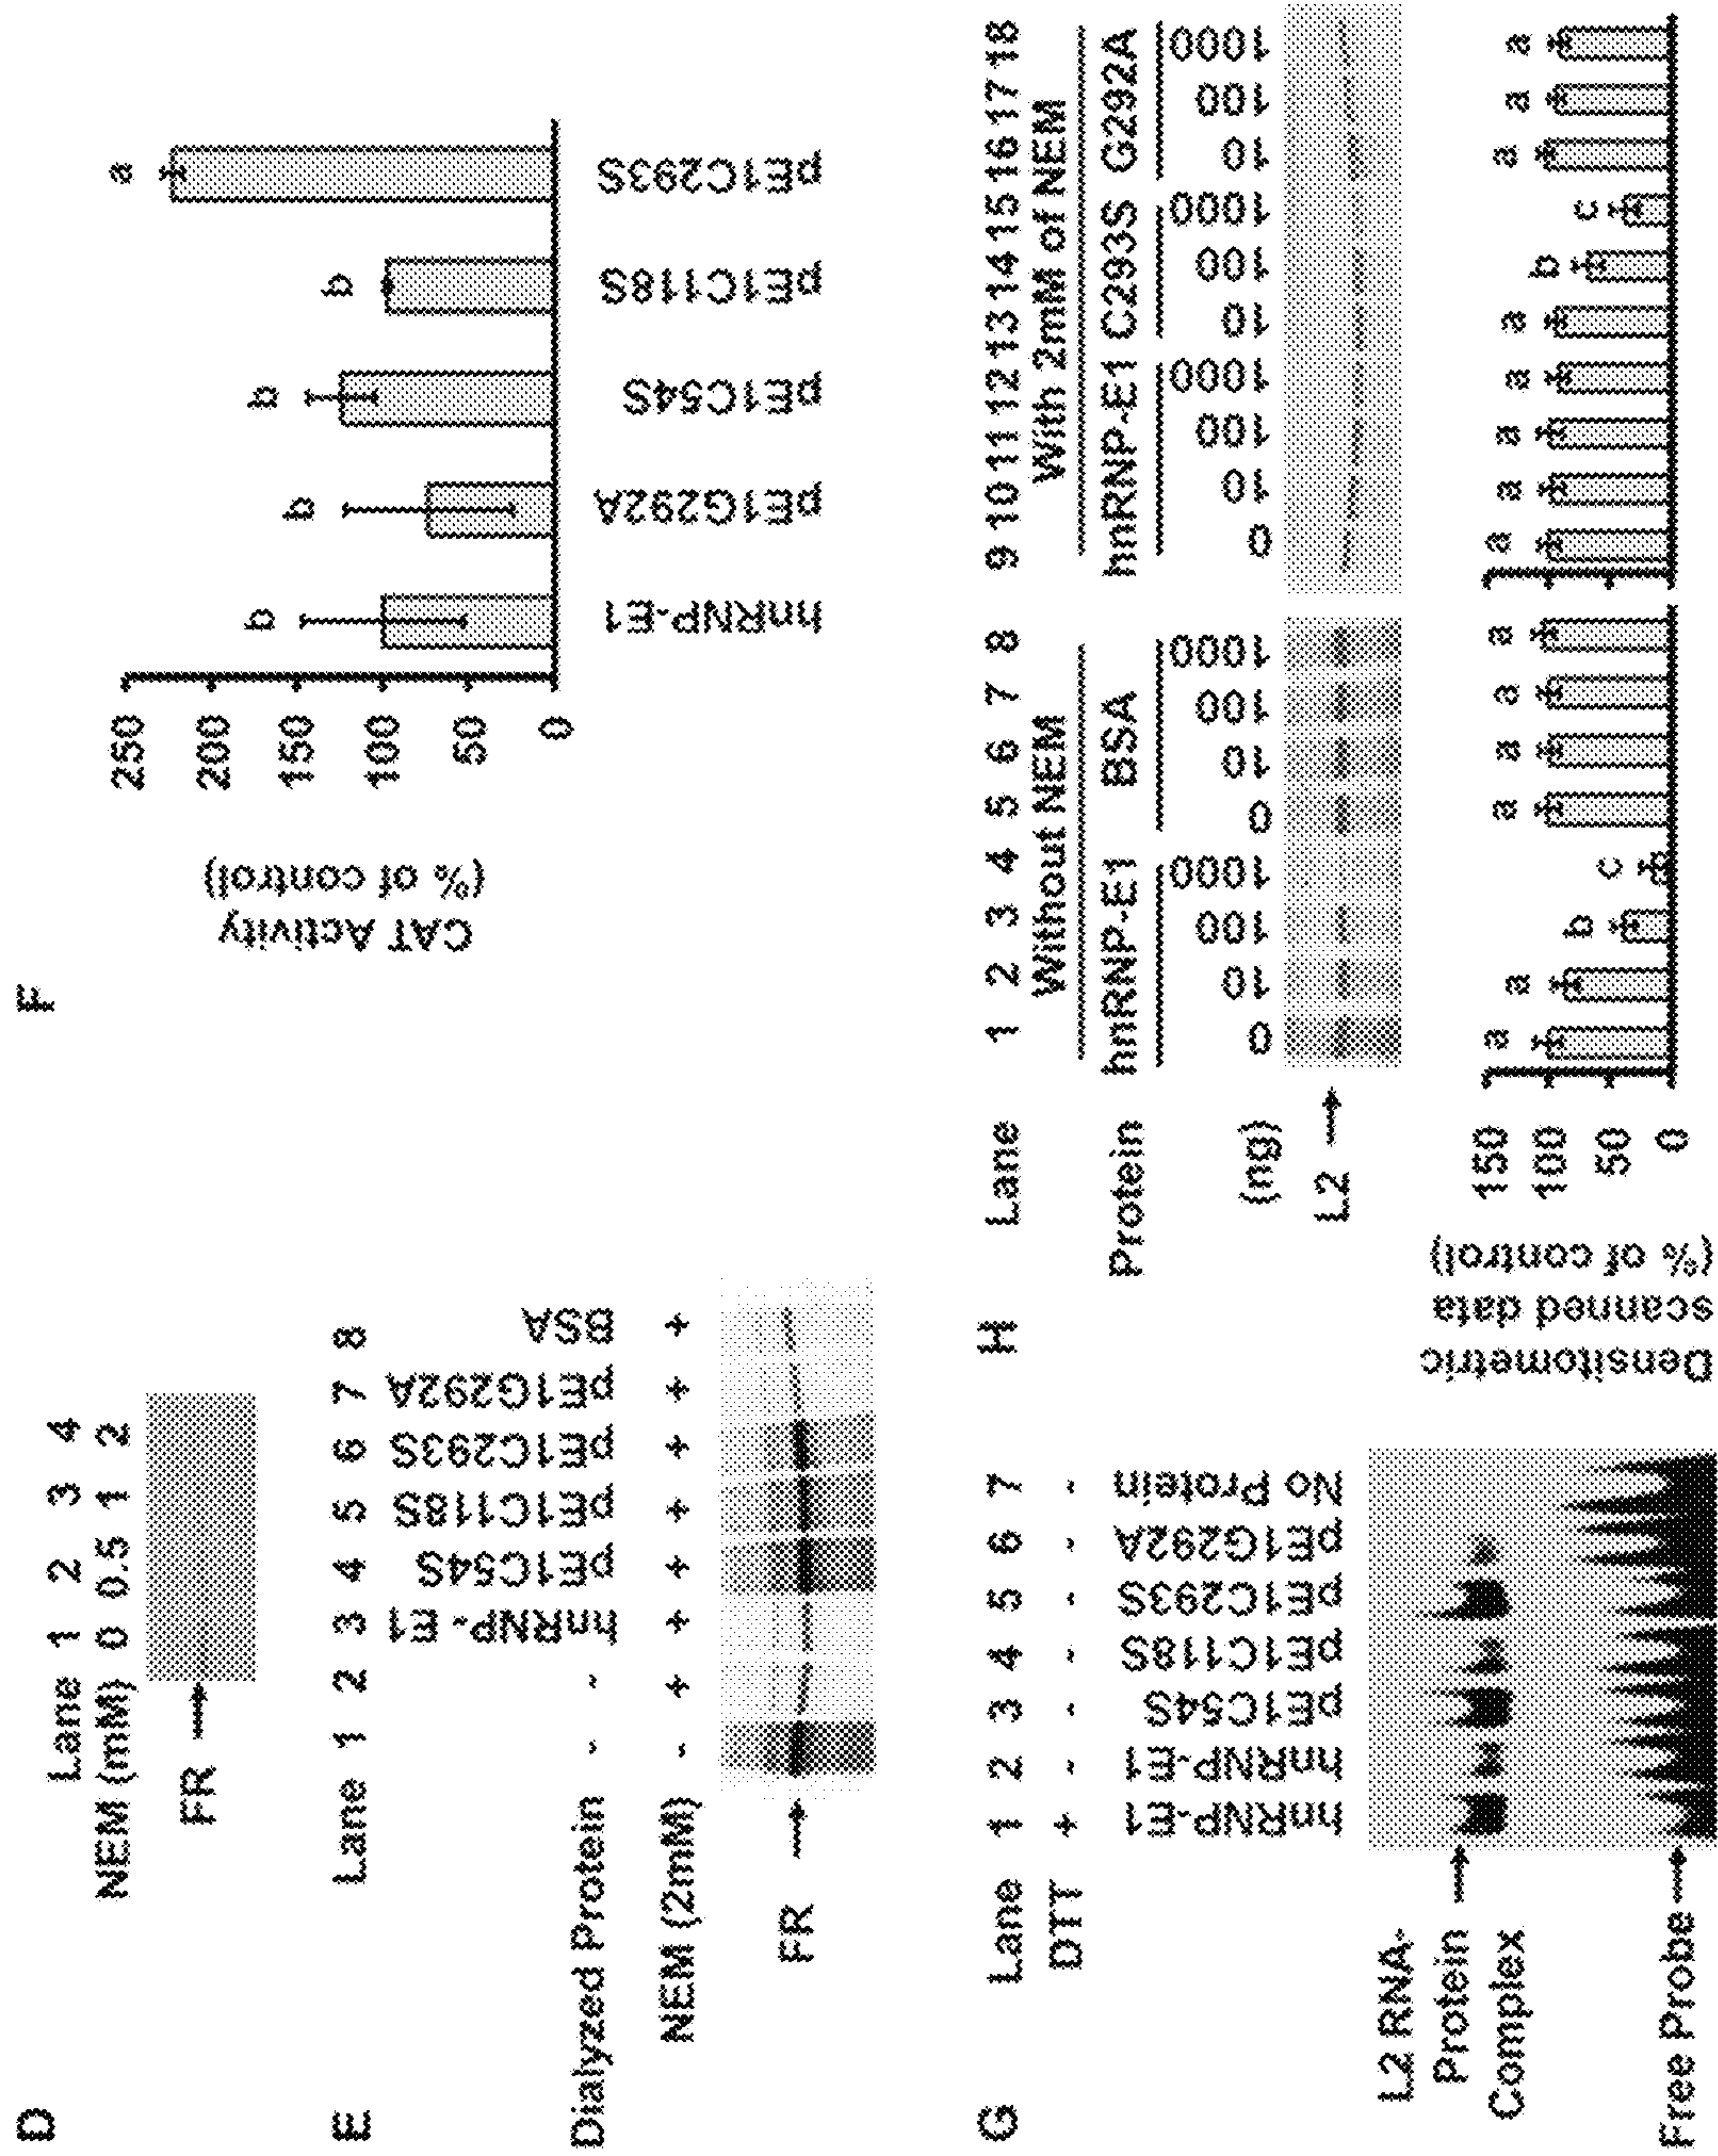 D
Lane 1 2 3 4
NEM (mM) 0 0.5 1 2
FR
E
Lane 1 2 3 4 5 6 7 8
Dialyzed Protein - - hnRNP-E1 pE1C54S pE1C118S pE1C293S pE1G292A BSA
NEM (2mM) - + + + + + + +
FR
F
CAT Activity
(% of control)
250
200
150
100
50
0
b b b b a
hnRNP-E1 pE1G292A pE1C54S pE1C118S pE1C293S
G
Lane 1 2 3 4 5 6 7
DTT + - - - - - -
hnRNP-E1 hnRNP-E1 pE1C54S pE1C118S pE1C293S pE1G292A No Protein
L2 RNA-
Protein
Complex
Free Probe
H
Lane 1 2 3 4 5 6 7 8 9 10 11 12 13 14 15 16 17 18
Without NEM With 2mM of NEM
Protein hnRNP-E1 BSA hnRNP-E1 C293S G292A
(ng) 0 10 100 1000 0 10 100 1000 0 10 100 1000 10 100 1000 10 100 1000
L2
Densitometric
scanned data
(% of control)
150
100
50
0
a a b c a a a a a a a a a b c a a a